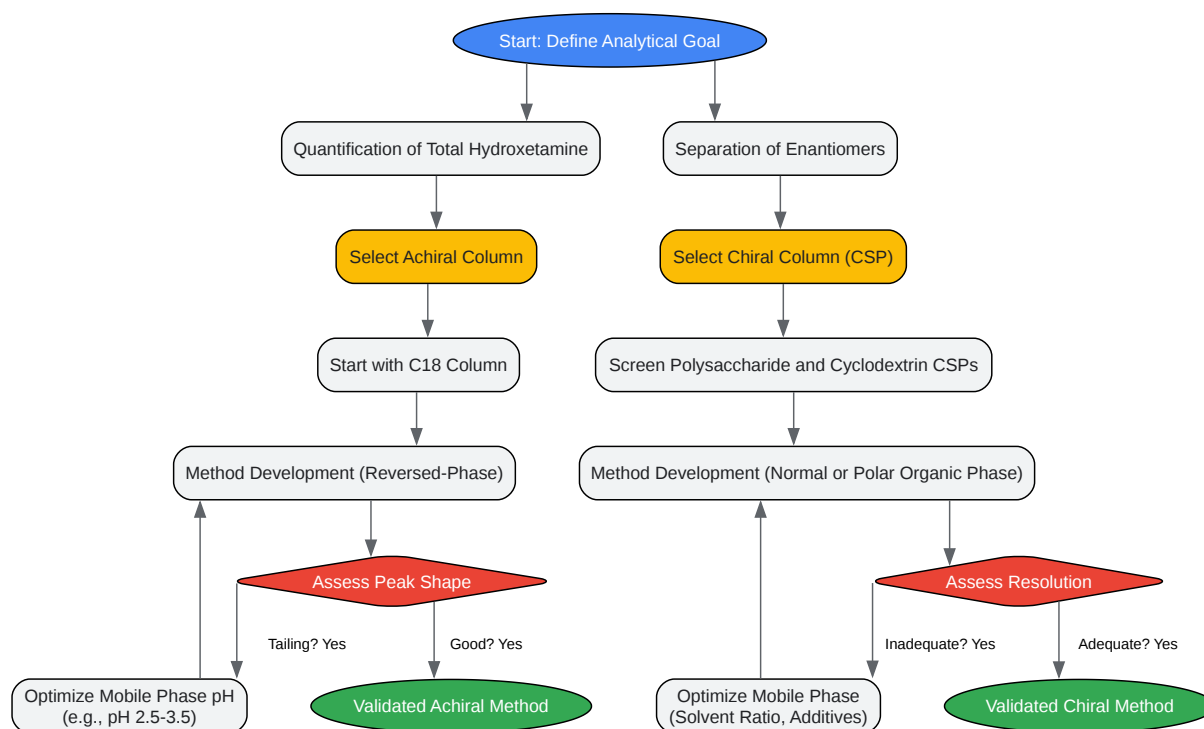 Start: Define Analytical Goal
Quantification of Total Hydroxetamine
Separation of Enantiomers
Select Achiral Column
Select Chiral Column (CSP)
Start with C18 Column
Screen Polysaccharide and Cyclodextrin CSPs
Method Development (Reversed-Phase)
Method Development (Normal or Polar Organic Phase)
Assess Peak Shape
Assess Resolution
Tailing? Yes
Good? Yes
Inadequate? Yes
Adequate? Yes
Optimize Mobile Phase pH
(e.g., pH 2.5-3.5)
Validated Achiral Method
Optimize Mobile Phase
(Solvent Ratio, Additives)
Validated Chiral Method